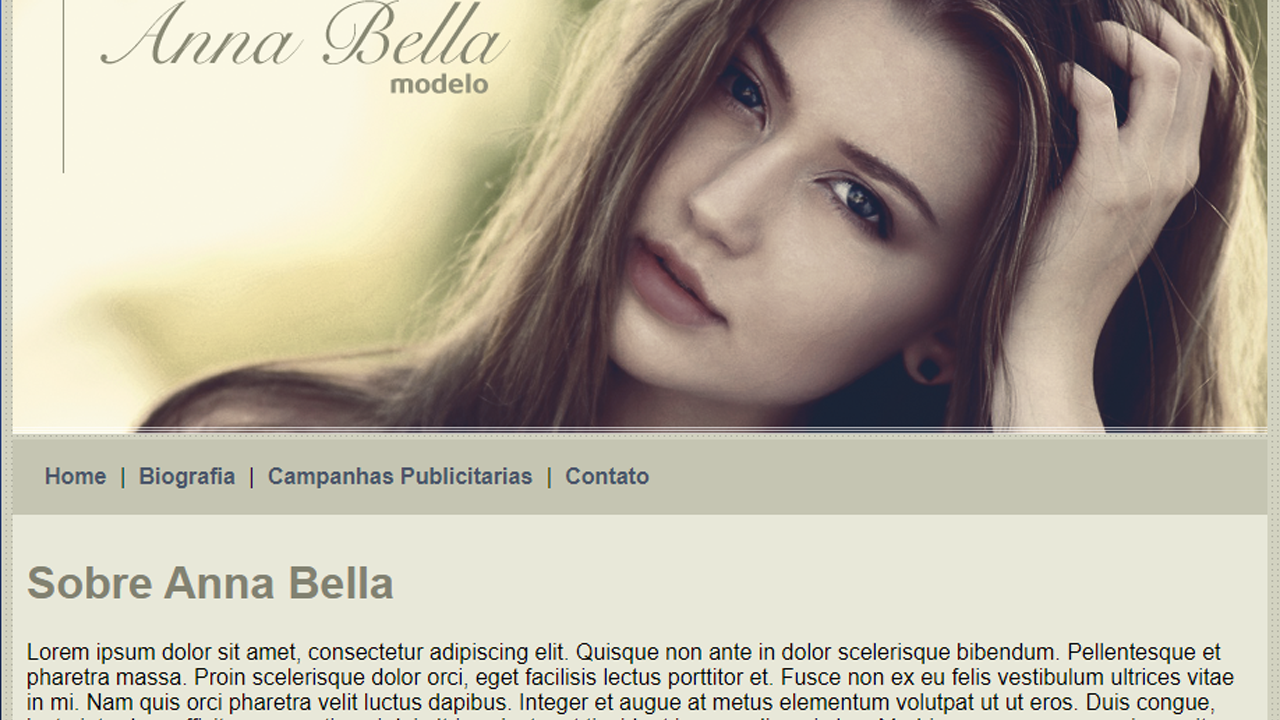 Anna Bella
modelo
Home | Biografia | Campanhas Publicitarias | Contato
Sobre Anna Bella
Lorem ipsum dolor sit amet, consectetur adipiscing elit. Quisque non ante in dolor scelerisque bibendum. Pellentesque et
pharetra massa. Proin scelerisque dolor orci, eget facilisis lectus porttitor et. Fusce non ex eu felis vestibulum ultrices vitae
in mi. Nam quis orci pharetra velit luctus dapibus. Integer et augue at metus elementum volutpat ut ut eros. Duis congue,